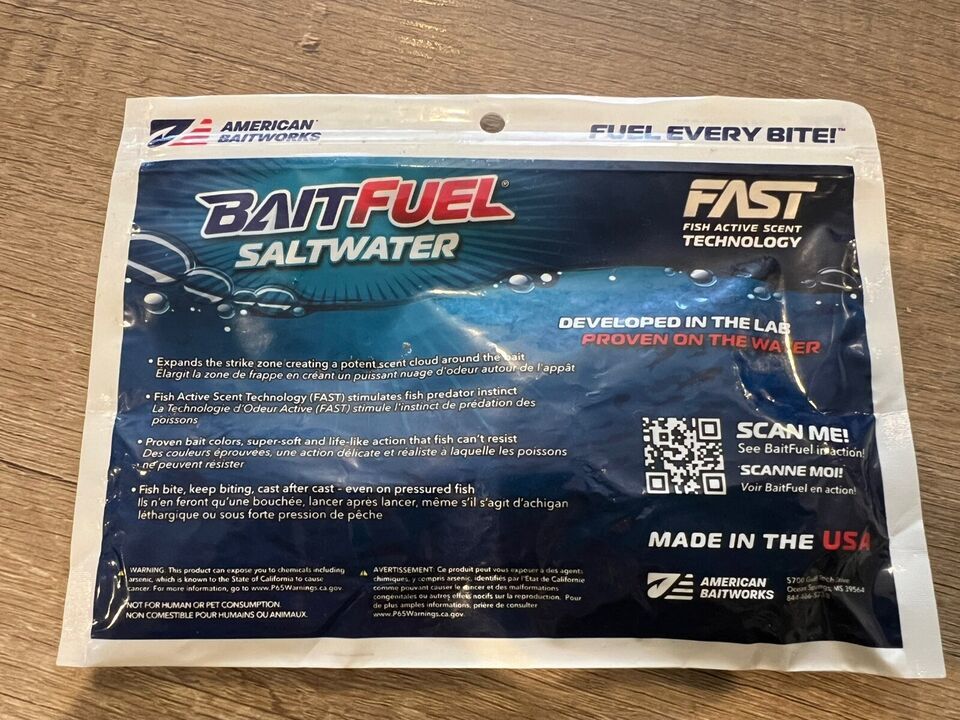 AMERICAN
BAITWORKS
FUEL EVERY BITE!™
BAITFUEL®
SALTWATER
FAST
FISH ACTIVE SCENT
TECHNOLOGY
DEVELOPED IN THE LAB
PROVEN ON THE WATER
• Expands the strike zone creating a potent scent cloud around the bait
Élargit la zone de frappe en créant un puissant nuage d'odeur autour de l'appât
• Fish Active Scent Technology (FAST) stimulates fish predator instinct
La Technologie d'Odeur Active (FAST) stimule l'instinct de prédation des
poissons
• Proven bait colors, super-soft and life-like action that fish can't resist
Des couleurs éprouvées, une action délicate et réaliste à laquelle les poissons
ne peuvent résister
• Fish bite, keep biting, cast after cast - even on pressured fish
Ils n'en feront qu'une bouchée, lancer après lancer, même s'il s'agit d'achigan
léthargique ou sous forte pression de pêche
SCAN ME!
See BaitFuel in action!
SCANNE MOI!
Voir BaitFuel en action!
MADE IN THE USA
WARNING: This product can expose you to chemicals including
arsenic, which is known to the State of California to cause
cancer. For more information, go to www.P65Warnings.ca.gov.
NOT FOR HUMAN OR PET CONSUMPTION.
NON COMESTIBLE POUR HUMAINS OU ANIMAUX.
AVERTISSEMENT: Ce produit peut vous exposer à des agents
chimiques, y compris arsenic, identifiés par l'État de Californie
comme pouvant causer le cancer et des malformations
congénitales ou autres effets nocifs sur la reproduction. Pour
de plus amples informations, prière de consulter
www.P65Warnings.ca.gov.
AMERICAN
BAITWORKS
5700 Tech Drive
Ocean MS 39564